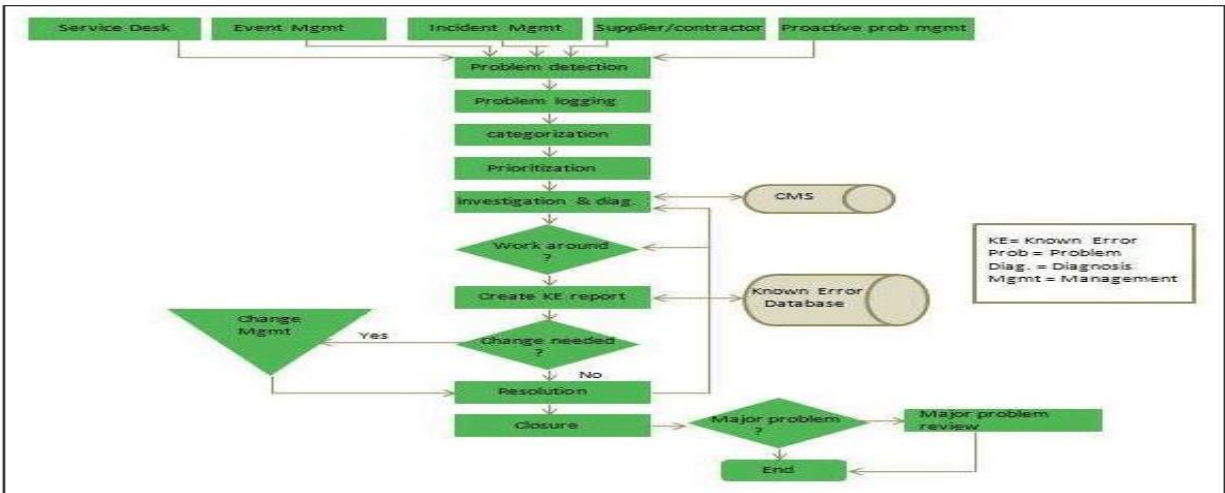 Service Desk
Event Mgmt
Incident Mgmt
Supplier/contractor
Proactive prob mgmt
Problem detection
Problem logging
categorization
Prioritization
investigation & diag.
CMS
Work around
?
KE= Known Error
Prob = Problem
Diag. = Diagnosis
Mgmt = Management
Create KE report
Known Error
Database
Change
Mgmt
Yes
Change needed
?
No
Resolution
Closure
Major problem
?
Major problem
review
End